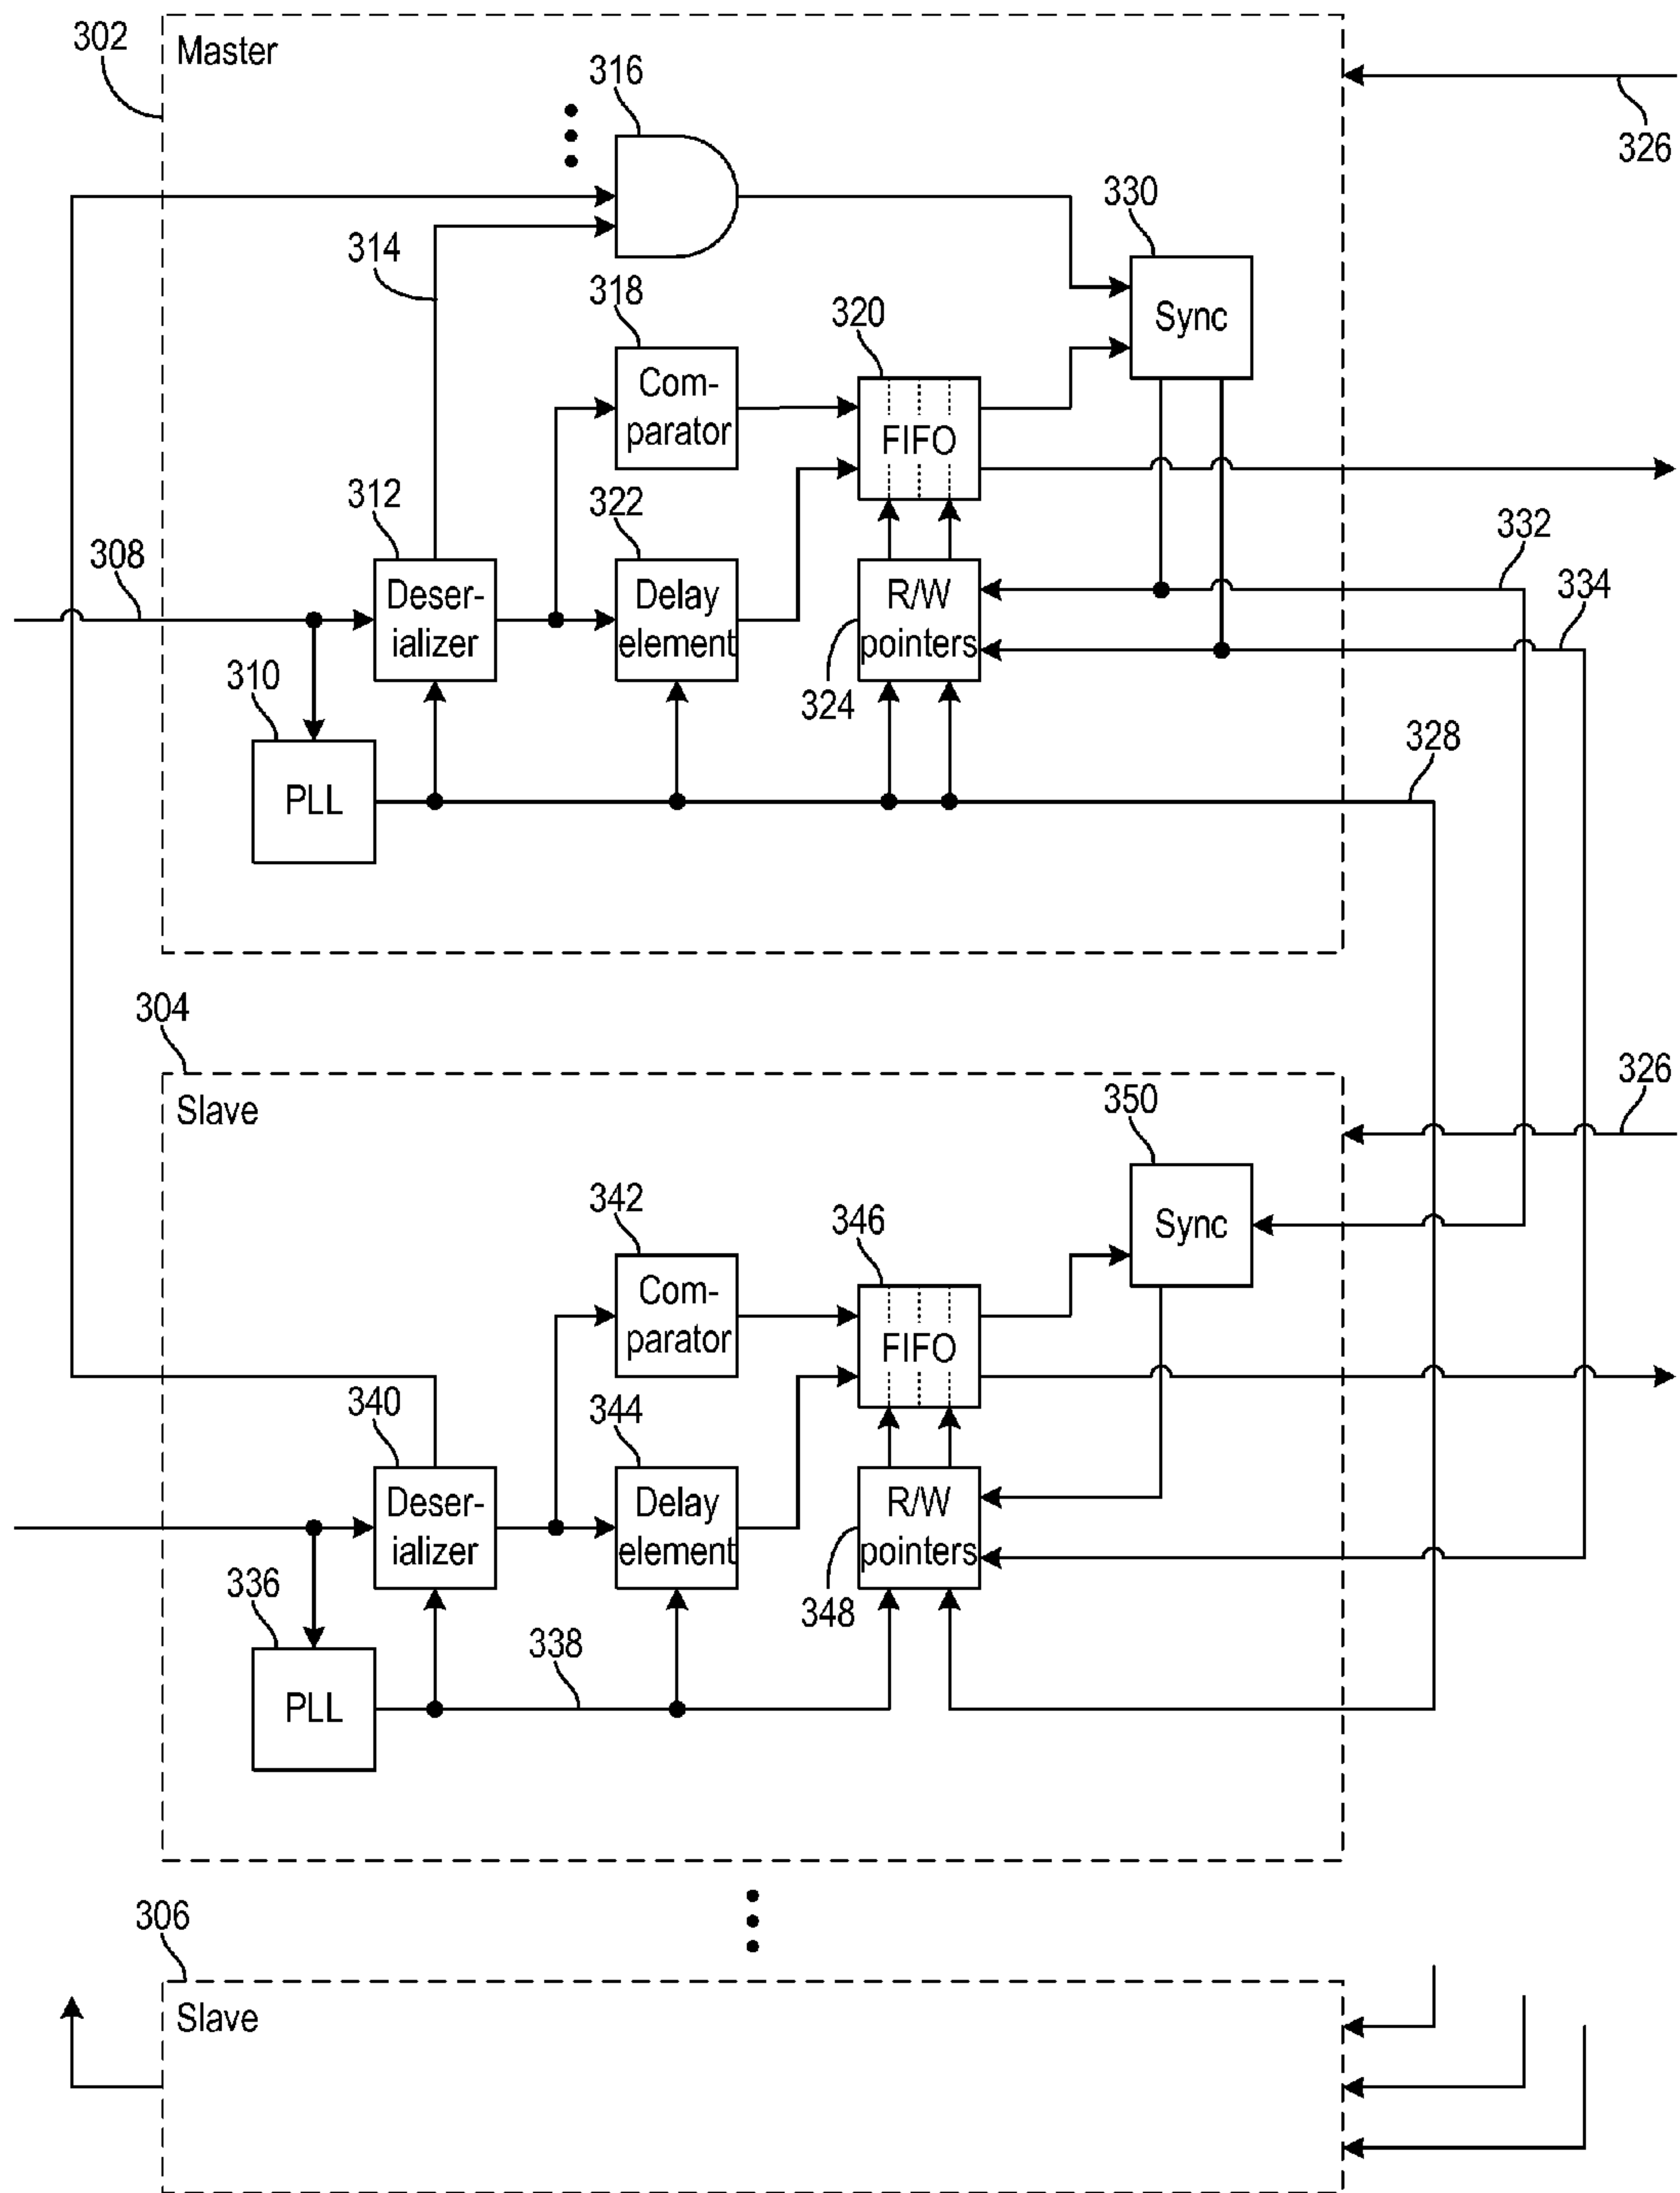 302
Master
316
326
330
314
318
320
Sync
Com-
parator
FIFO
312
322
332
308
334
Deser-
ializer
Delay
element
R/W
pointers
310
324
328
PLL
304
326
Slave
350
342
346
Sync
Com-
parator
FIFO
340
344
Deser-
ializer
Delay
element
R/W
pointers
336
348
338
PLL
306
Slave